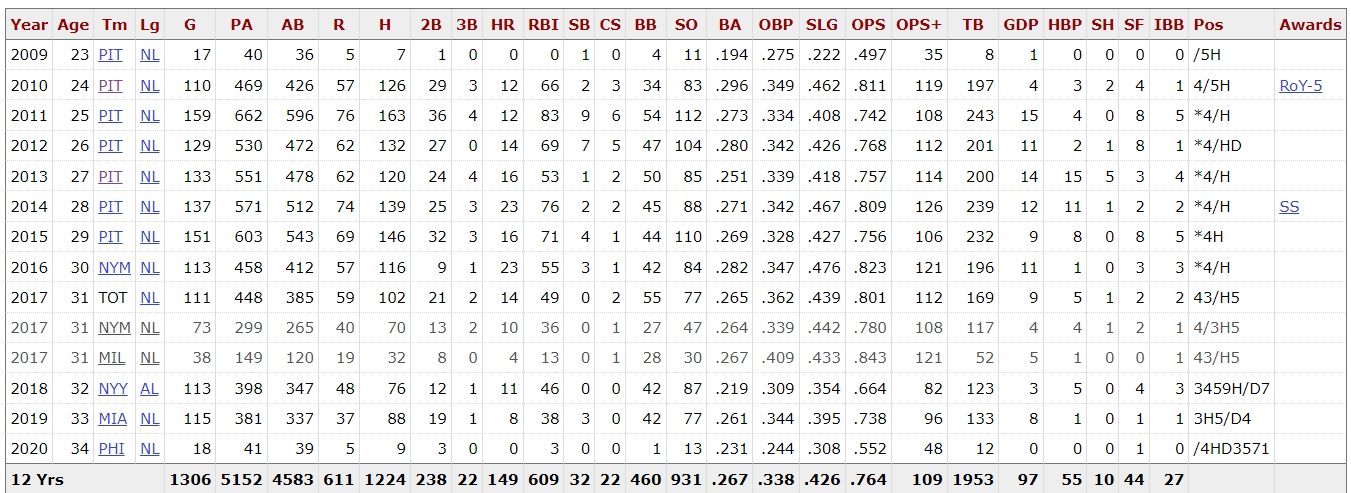 Year Age Tm Lg G PA AB R H 2B 3B HR RBI SB CS BB SO BA OBP SLG OPS OPS+ TB GDP HBP SH SF IBB Pos Awards
2009 23 PIT NL 17 40 36 5 7 1 0 0 0 1 0 4 11 .194 .275 .222 .497 35 8 1 0 0 0 0 /5H
2010 24 PIT NL 110 469 426 57 126 29 3 12 66 2 3 34 83 .296 .349 .462 .811 119 197 4 3 2 4 1 4/5H RoY-5
2011 25 PIT NL 159 662 596 76 163 36 4 12 83 9 6 54 112 .273 .334 .408 .742 108 243 15 4 0 8 5 *4/H
2012 26 PIT NL 129 530 472 62 132 27 0 14 69 7 5 47 104 .280 .342 .426 .768 112 201 11 2 1 8 1 *4/HD
2013 27 PIT NL 133 551 478 62 120 24 4 16 53 1 2 50 85 .251 .339 .418 .757 114 200 14 15 5 3 4 *4/H
2014 28 PIT NL 137 571 512 74 139 25 3 23 76 2 2 45 88 .271 .342 .467 .809 126 239 12 11 1 2 2 *4/H SS
2015 29 PIT NL 151 603 543 69 146 32 3 16 71 4 1 44 110 .269 .328 .427 .756 106 232 9 8 0 8 5 *4H
2016 30 NYM NL 113 458 412 57 116 9 1 23 55 3 1 42 84 .282 .347 .476 .823 121 196 11 1 0 3 3 *4/H
2017 31 TOT NL 111 448 385 59 102 21 2 14 49 0 2 55 77 .265 .362 .439 .801 112 169 9 5 1 2 2 43/H5
2017 31 NYM NL 73 299 265 40 70 13 2 10 36 0 1 27 47 .264 .339 .442 .780 108 117 4 4 1 2 1 4/3H5
2017 31 MIL NL 38 149 120 19 32 8 0 4 13 0 1 28 30 .267 .409 .433 .843 121 52 5 1 0 0 1 43/H5
2018 32 NYY AL 113 398 347 48 76 12 1 11 46 0 0 42 87 .219 .309 .354 .664 82 123 3 5 0 4 3 3459H/D7
2019 33 MIA NL 115 381 337 37 88 19 1 8 38 3 0 42 77 .261 .344 .395 .738 96 133 8 1 0 1 1 3H5/D4
2020 34 PHI NL 18 41 39 5 9 3 0 0 3 0 0 1 13 .231 .244 .308 .552 48 12 0 0 0 1 0 /4HD3571
12 Yrs 1306 5152 4583 611 1224 238 22 149 609 32 22 460 931 .267 .338 .426 .764 109 1953 97 55 10 44 27